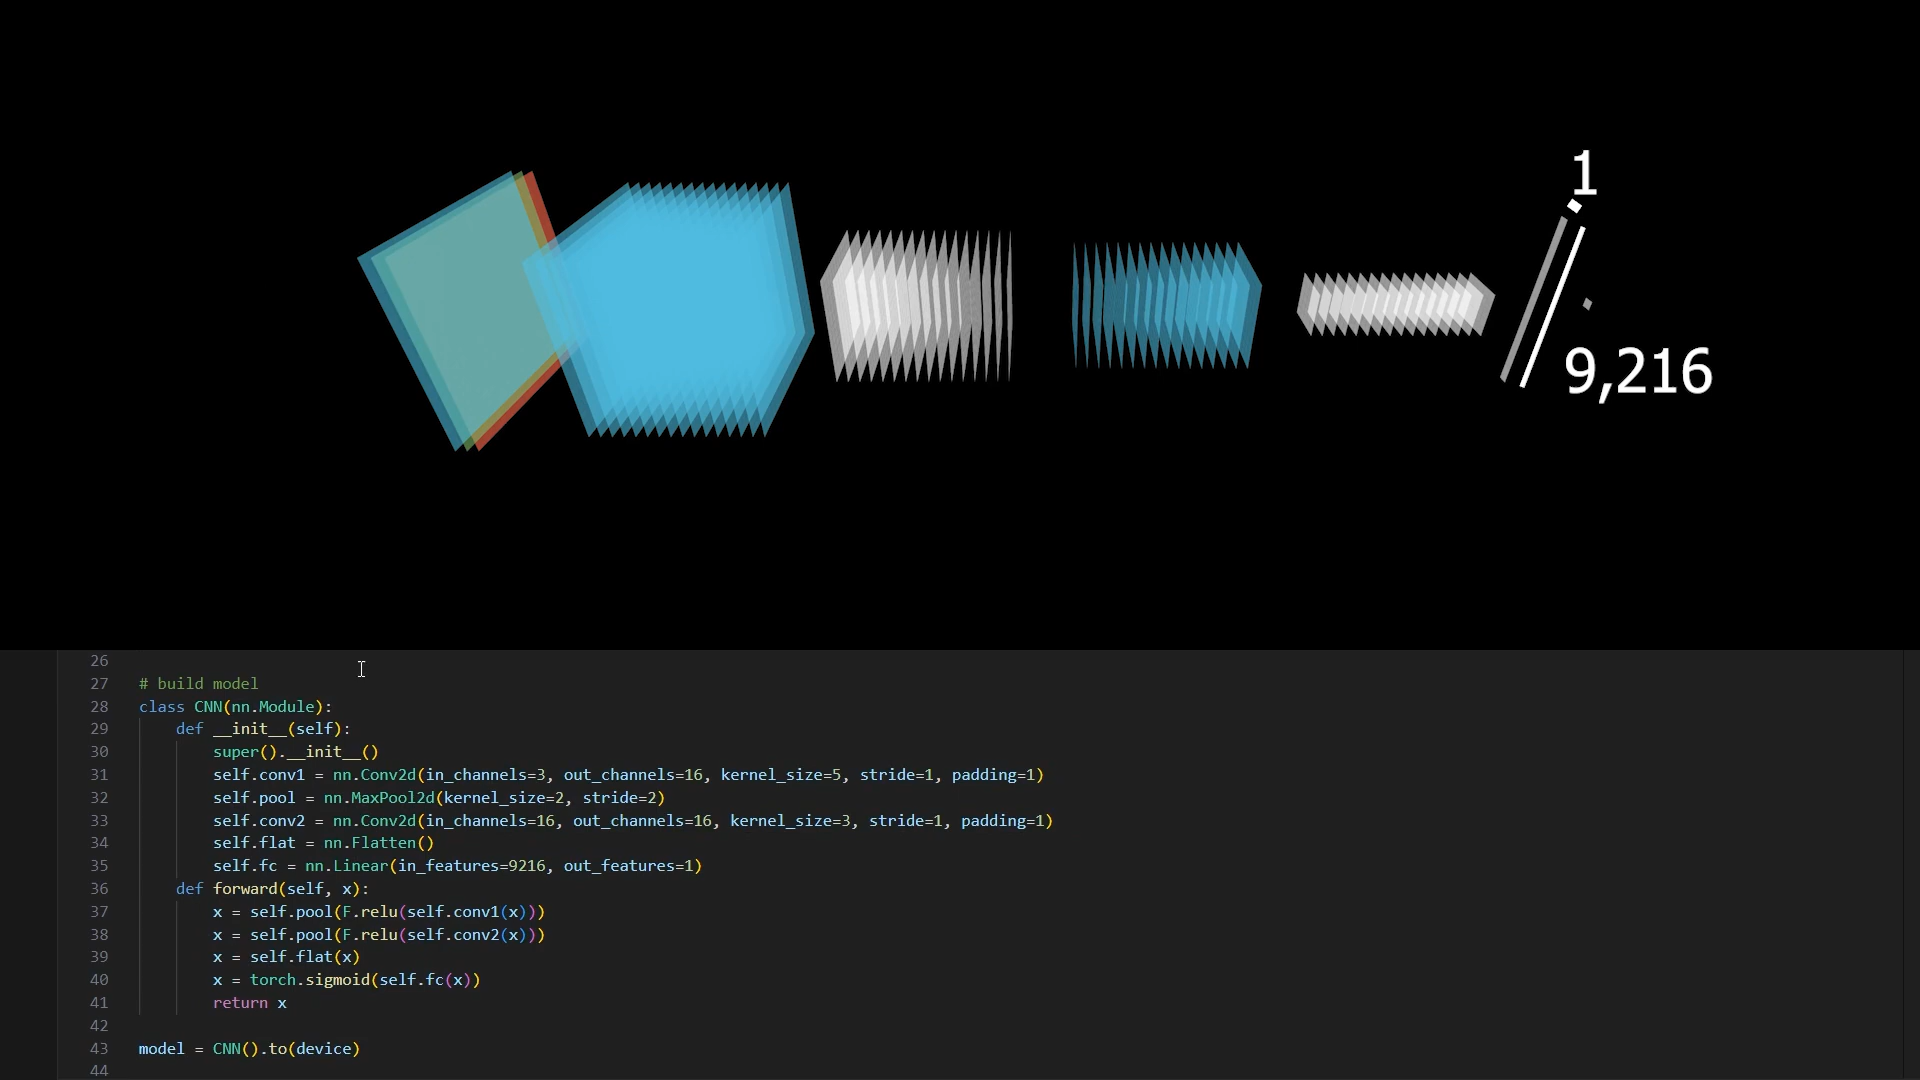 1
9,216
26
27 # build model
28 class CNN(nn.Module):
29     def __init__(self):
30         super().__init__()
31         self.conv1 = nn.Conv2d(in_channels=3, out_channels=16, kernel_size=5, stride=1, padding=1)
32         self.pool = nn.MaxPool2d(kernel_size=2, stride=2)
33         self.conv2 = nn.Conv2d(in_channels=16, out_channels=16, kernel_size=3, stride=1, padding=1)
34         self.flat = nn.Flatten()
35         self.fc = nn.Linear(in_features=9216, out_features=1)
36     def forward(self, x):
37         x = self.pool(F.relu(self.conv1(x)))
38         x = self.pool(F.relu(self.conv2(x)))
39         x = self.flat(x)
40         x = torch.sigmoid(self.fc(x))
41         return x
42
43 model = CNN().to(device)
44